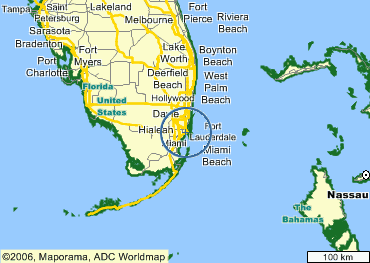 Tampa
Saint
Petersburg
Lakeland
Melbourne
Fort
Pierce
Riviera
Beach
Sarasota
Bradenton
Port
Charlotte
Fort
Myers
Lake
Worth
Boynton
Beach
Deerfield
Beach
West
Palm
Beach
Florida
Hollywood
United
States
Dade
Hialeah
Miami
Fort
Lauderdale
Miami
Beach
Nassau
The
Bahamas
©2006, Maporama, ADC Worldmap
100 km